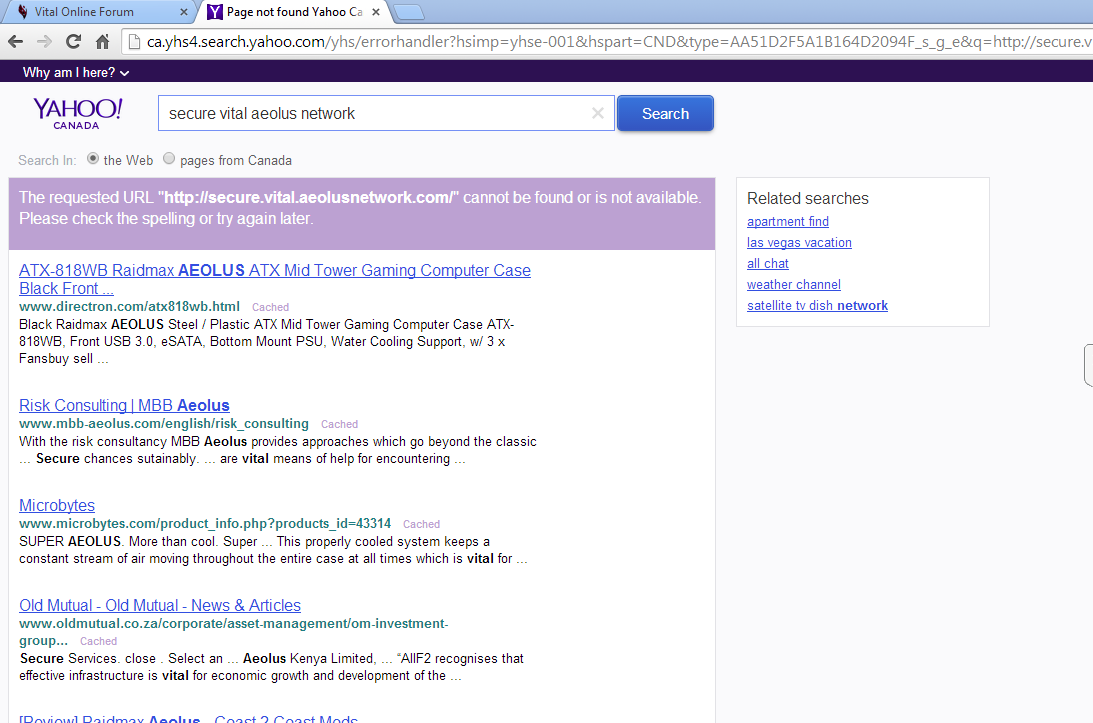 Vital Online Forum
Page not found Yahoo Ca
ca.yhs4.search.yahoo.com/yhs/errorhandler?hsimp=yhse-001&hspart=CND&type=AA51D2F5A1B164D2094F_s_g_e&q=http://secure.v
Why am I here?
YAHOO!
CANADA
secure vital aeolus network
Search
Search In: the Web pages from Canada
The requested URL "http://secure.vital.aeolusnetwork.com/" cannot be found or is not available.
Please check the spelling or try again later.
ATX-818WB Raidmax AEOLUS ATX Mid Tower Gaming Computer Case
Black Front ...
www.directron.com/atx818wb.html Cached
Black Raidmax AEOLUS Steel / Plastic ATX Mid Tower Gaming Computer Case ATX-
818WB, Front USB 3.0, eSATA, Bottom Mount PSU, Water Cooling Support, w/ 3 x
Fansbuy sell ...
Risk Consulting | MBB Aeolus
www.mbb-aeolus.com/english/risk_consulting Cached
With the risk consultancy MBB Aeolus provides approaches which go beyond the classic
... Secure chances sutainably. ... are vital means of help for encountering ...
Microbytes
www.microbytes.com/product_info.php?products_id=43314 Cached
SUPER AEOLUS. More than cool. Super ... This properly cooled system keeps a
constant stream of air moving throughout the entire case at all times which is vital for ...
Old Mutual - Old Mutual - News & Articles
www.oldmutual.co.za/corporate/asset-management/om-investment-
group... Cached
Secure Services. close . Select an ... Aeolus Kenya Limited, ... “AIIF2 recognises that
effective infrastructure is vital for economic growth and development of the ...
[Review] Raidmax Aeolus - Coast 2 Coast Mods
Related searches
apartment find
las vegas vacation
all chat
weather channel
satellite tv dish network